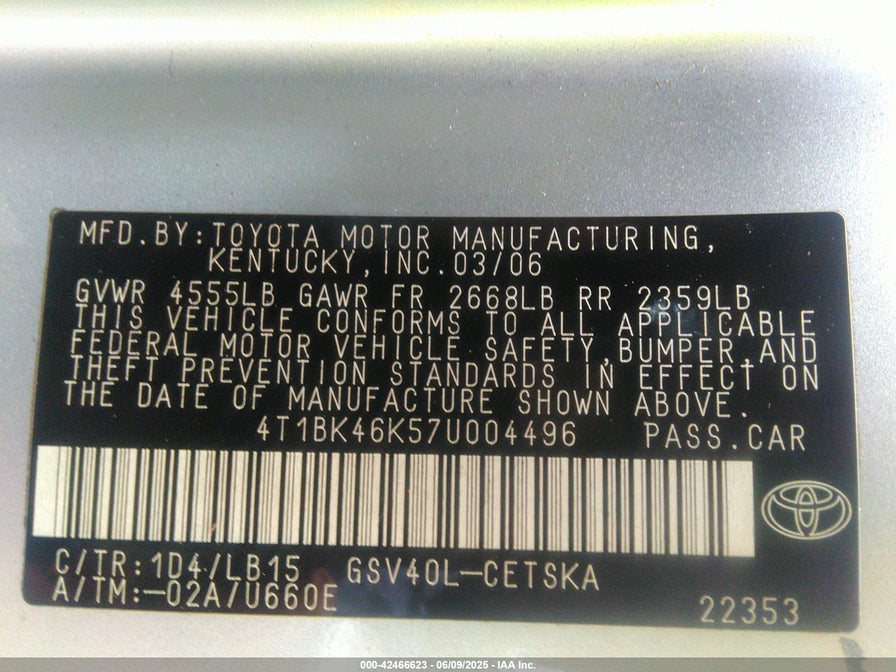 MFD.BY:TOYOTA MOTOR MANUFACTURING,
KENTUCKY,INC.03/06
GVWR 4555LB GAWR FR 2668LB RR 2359LB
THIS VEHICLE CONFORMS TO ALL APPLICABLE
FEDERAL MOTOR VEHICLE SAFETY,BUMPER,AND
THEFT PREVENTION STANDARDS IN EFFECT ON
THE DATE OF MANUFACTURE SHOWN ABOVE.
4T1BK46K57U004496 PASS.CAR
C/TR:1D4/LB15 GSV40L-CETSKA
A/TM:-02A/U660E
22353
000-42466623 - 06/09/2025 - IAA Inc.